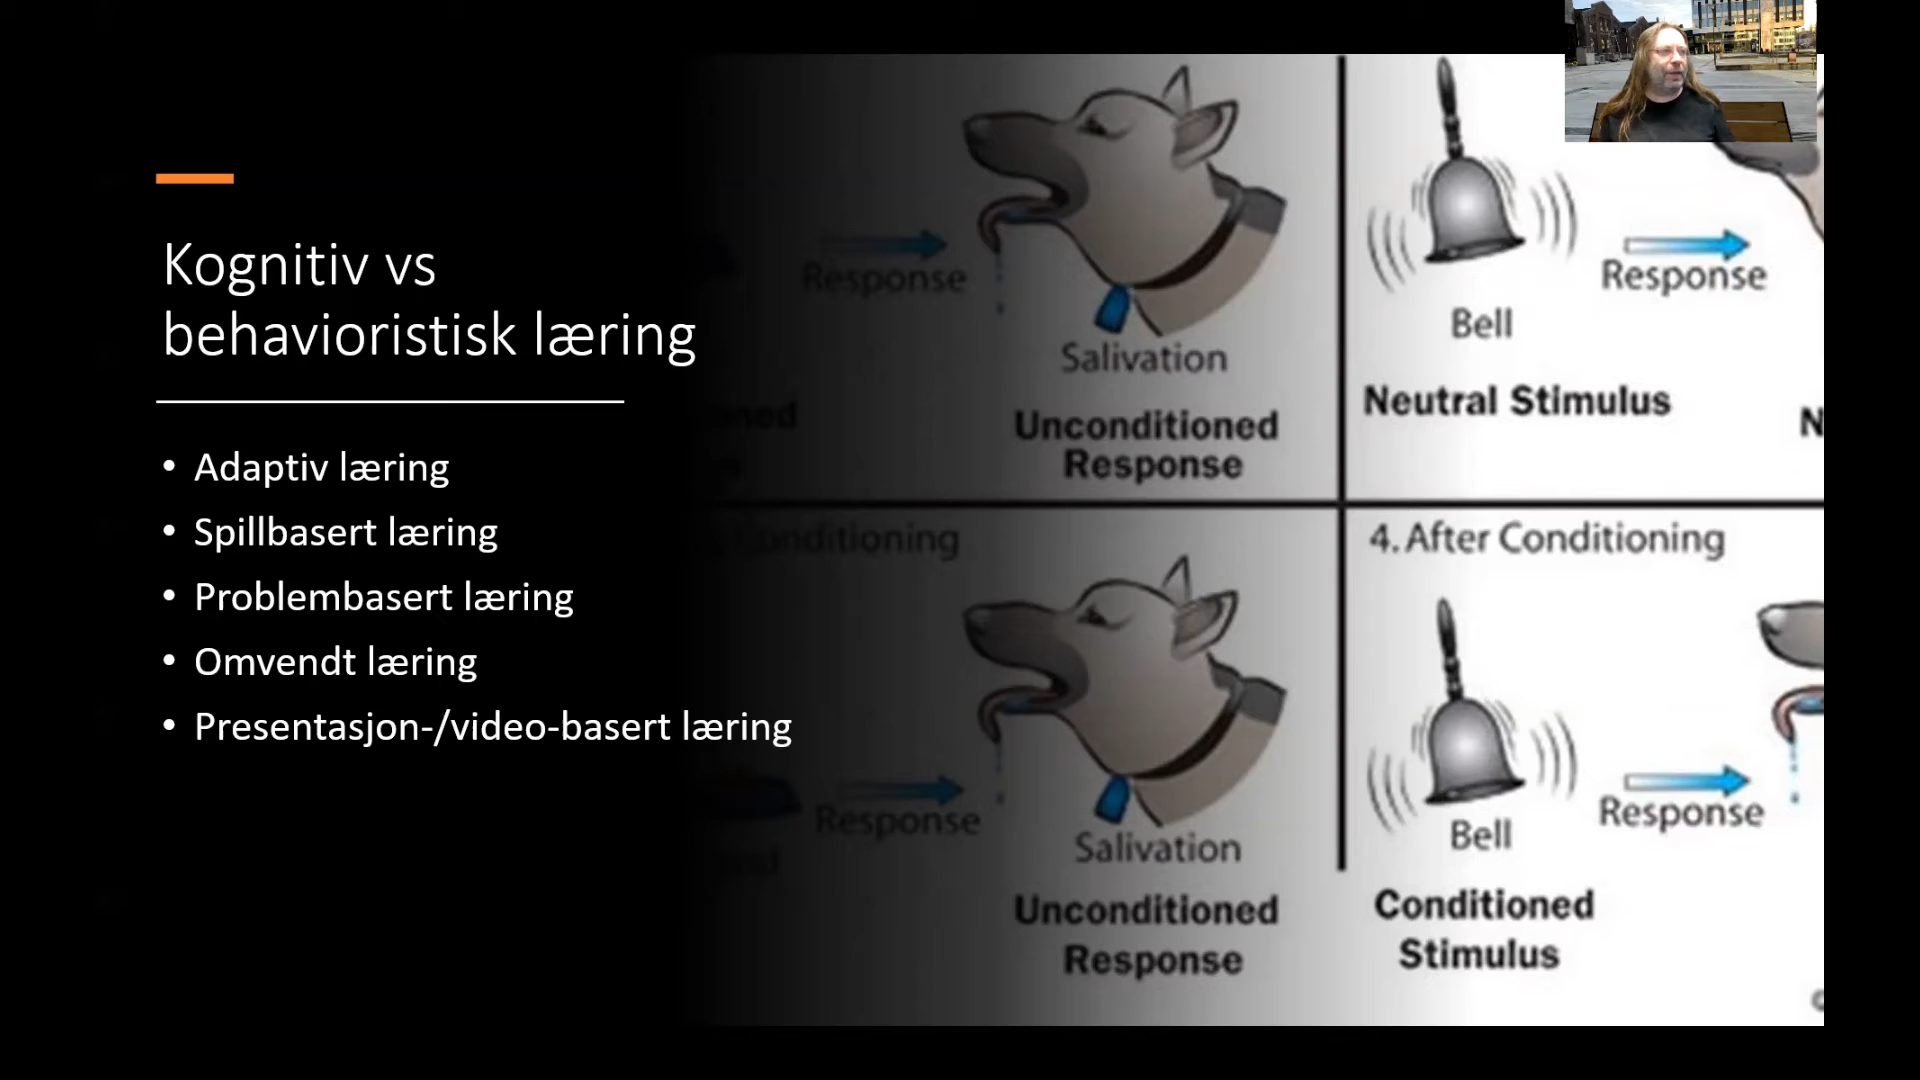 Kognitiv vs
behavioristisk læring
• Adaptiv læring
• Spillbasert læring
• Problembasert læring
• Omvendt læring
• Presentasjon-/video-basert læring
Response
Salivation
Unconditioned
Response
Bell
Response
Neutral Stimulus
N
Conditioning
Response
Salivation
Unconditioned
Response
4. After Conditioning
Bell
Response
Conditioned
Stimulus